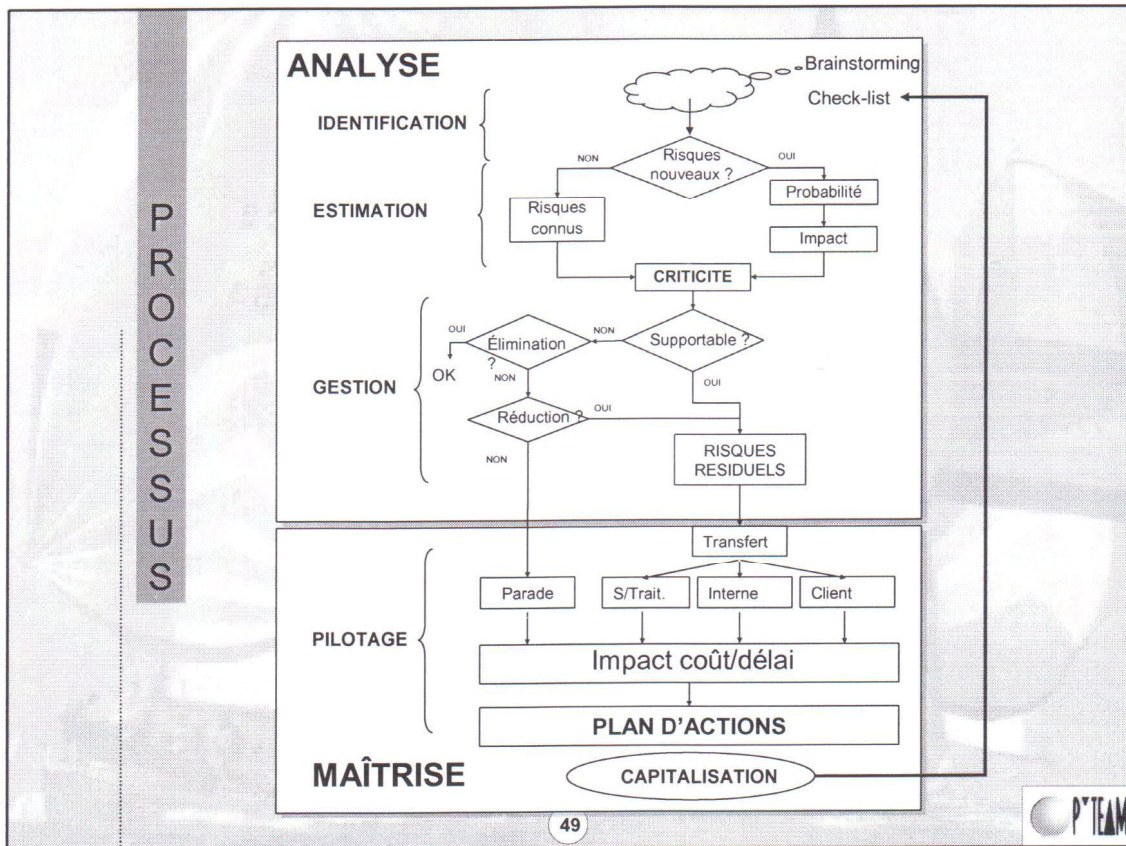 PROCESSUS
ANALYSE
Brainstorming
Check-list
IDENTIFICATION
NON
Risques
nouveaux ?
OUI
ESTIMATION
Risques
connus
Probabilité
Impact
CRITICITE
GESTION
OUI
Élimination
?
NON
Supportable ?
OK
NON
OUI
Réduction ?
OUI
NON
RISQUES
RESIDUELS
Transfert
PILOTAGE
Parade
S/Trait.
Interne
Client
Impact coût/délai
PLAN D'ACTIONS
MAÎTRISE
CAPITALISATION
49
P'TEAM